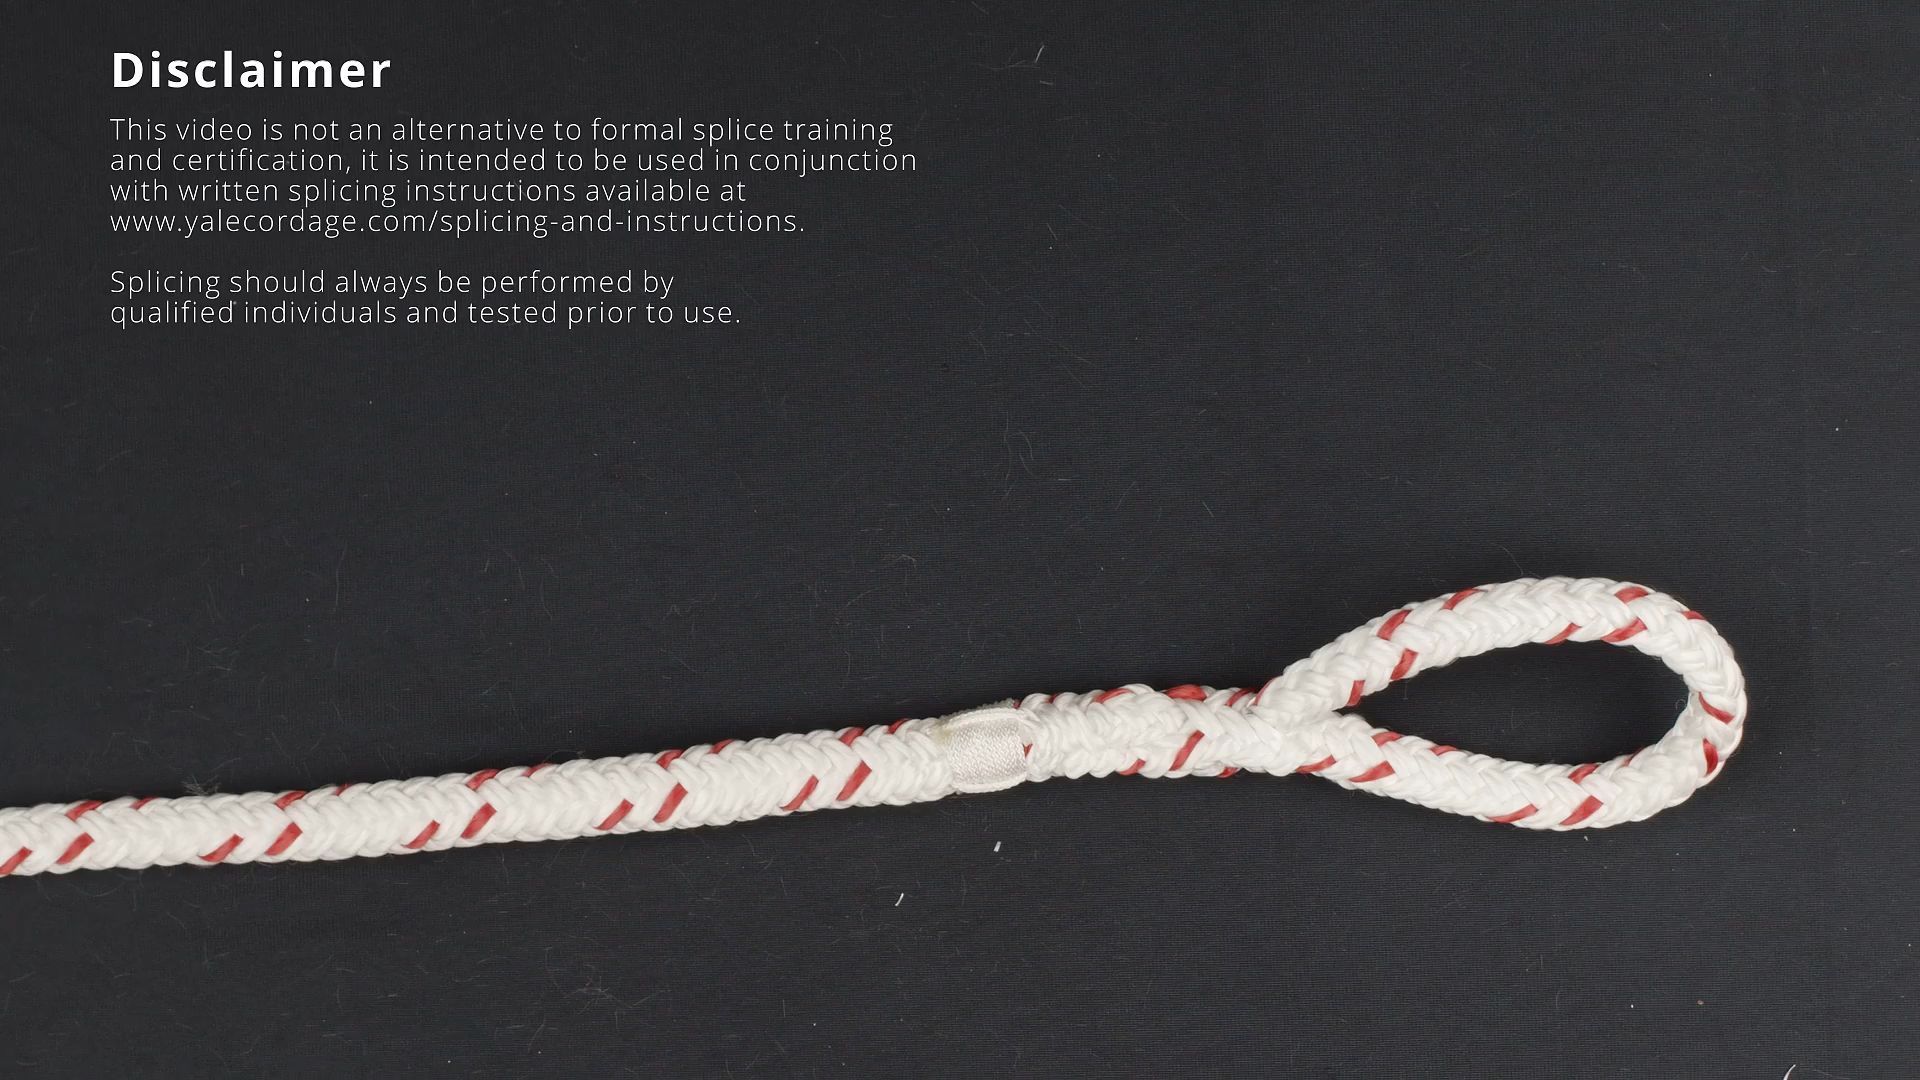 Disclaimer
This video is not an alternative to formal splice training
and certification, it is intended to be used in conjunction
with written splicing instructions available at
www.yalecordage.com/splicing-and-instructions.
Splicing should always be performed by
qualified individuals and tested prior to use.